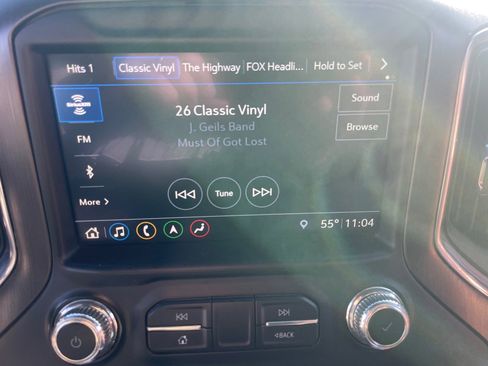 Hits 1 Classic Vinyl The Highway FOX Headli... Hold to Set
SiriusXM
26 Classic Vinyl
Sound
J. Geils Band
FM
Browse
Must Of Got Lost
Tune
More
55° 11:04
BACK